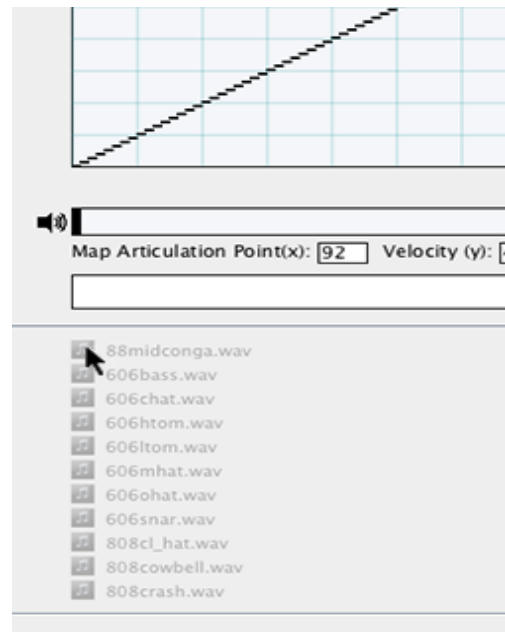 Map Articulation Point(x): 92 Velocity (y):
88midconga.wav
606bass.wav
606chat.wav
606htom.wav
606ltom.wav
606mhat.wav
606ohat.wav
606snar.wav
808cl_hat.wav
808cowbell.wav
808crash.wav